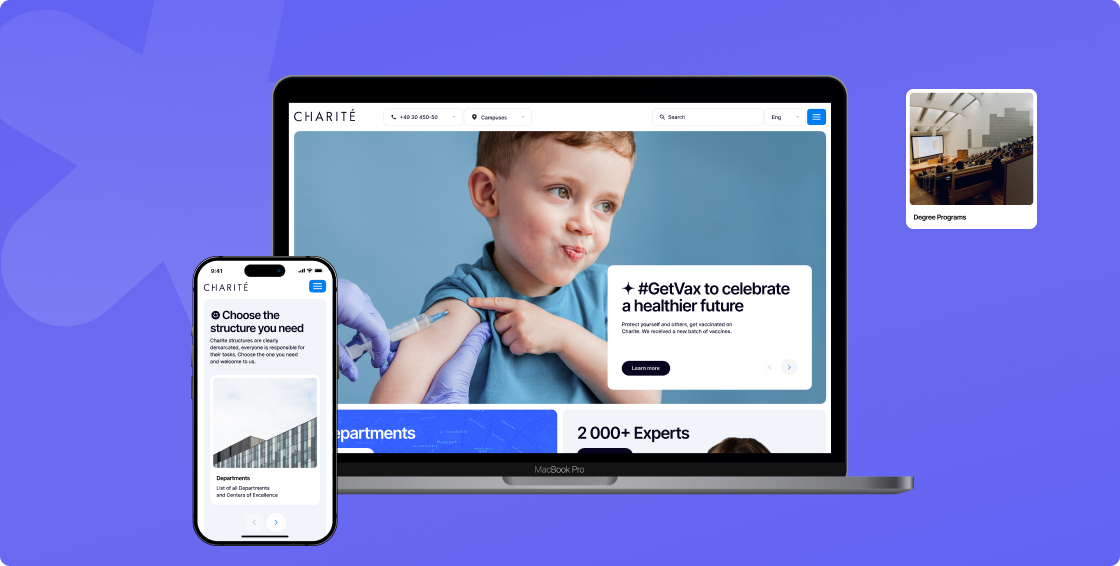 CHARITÉ
+49 30 450-50
Campuses
Search
Eng
#GetVax to celebrate
a healthier future
Protect yourself and others, get vaccinated on
Charite. We received a new batch of vaccines.
Learn more
epartments
2 000+ Experts
MacBook Pro
9:41
CHARITÉ
Choose the
structure you need
Charite structures are clearly
demarcated, everyone is responsible for
their tasks. Choose the one you need
and welcome to us.
Departments
List of all Departments
and Centers of Excellence
Degree Programs